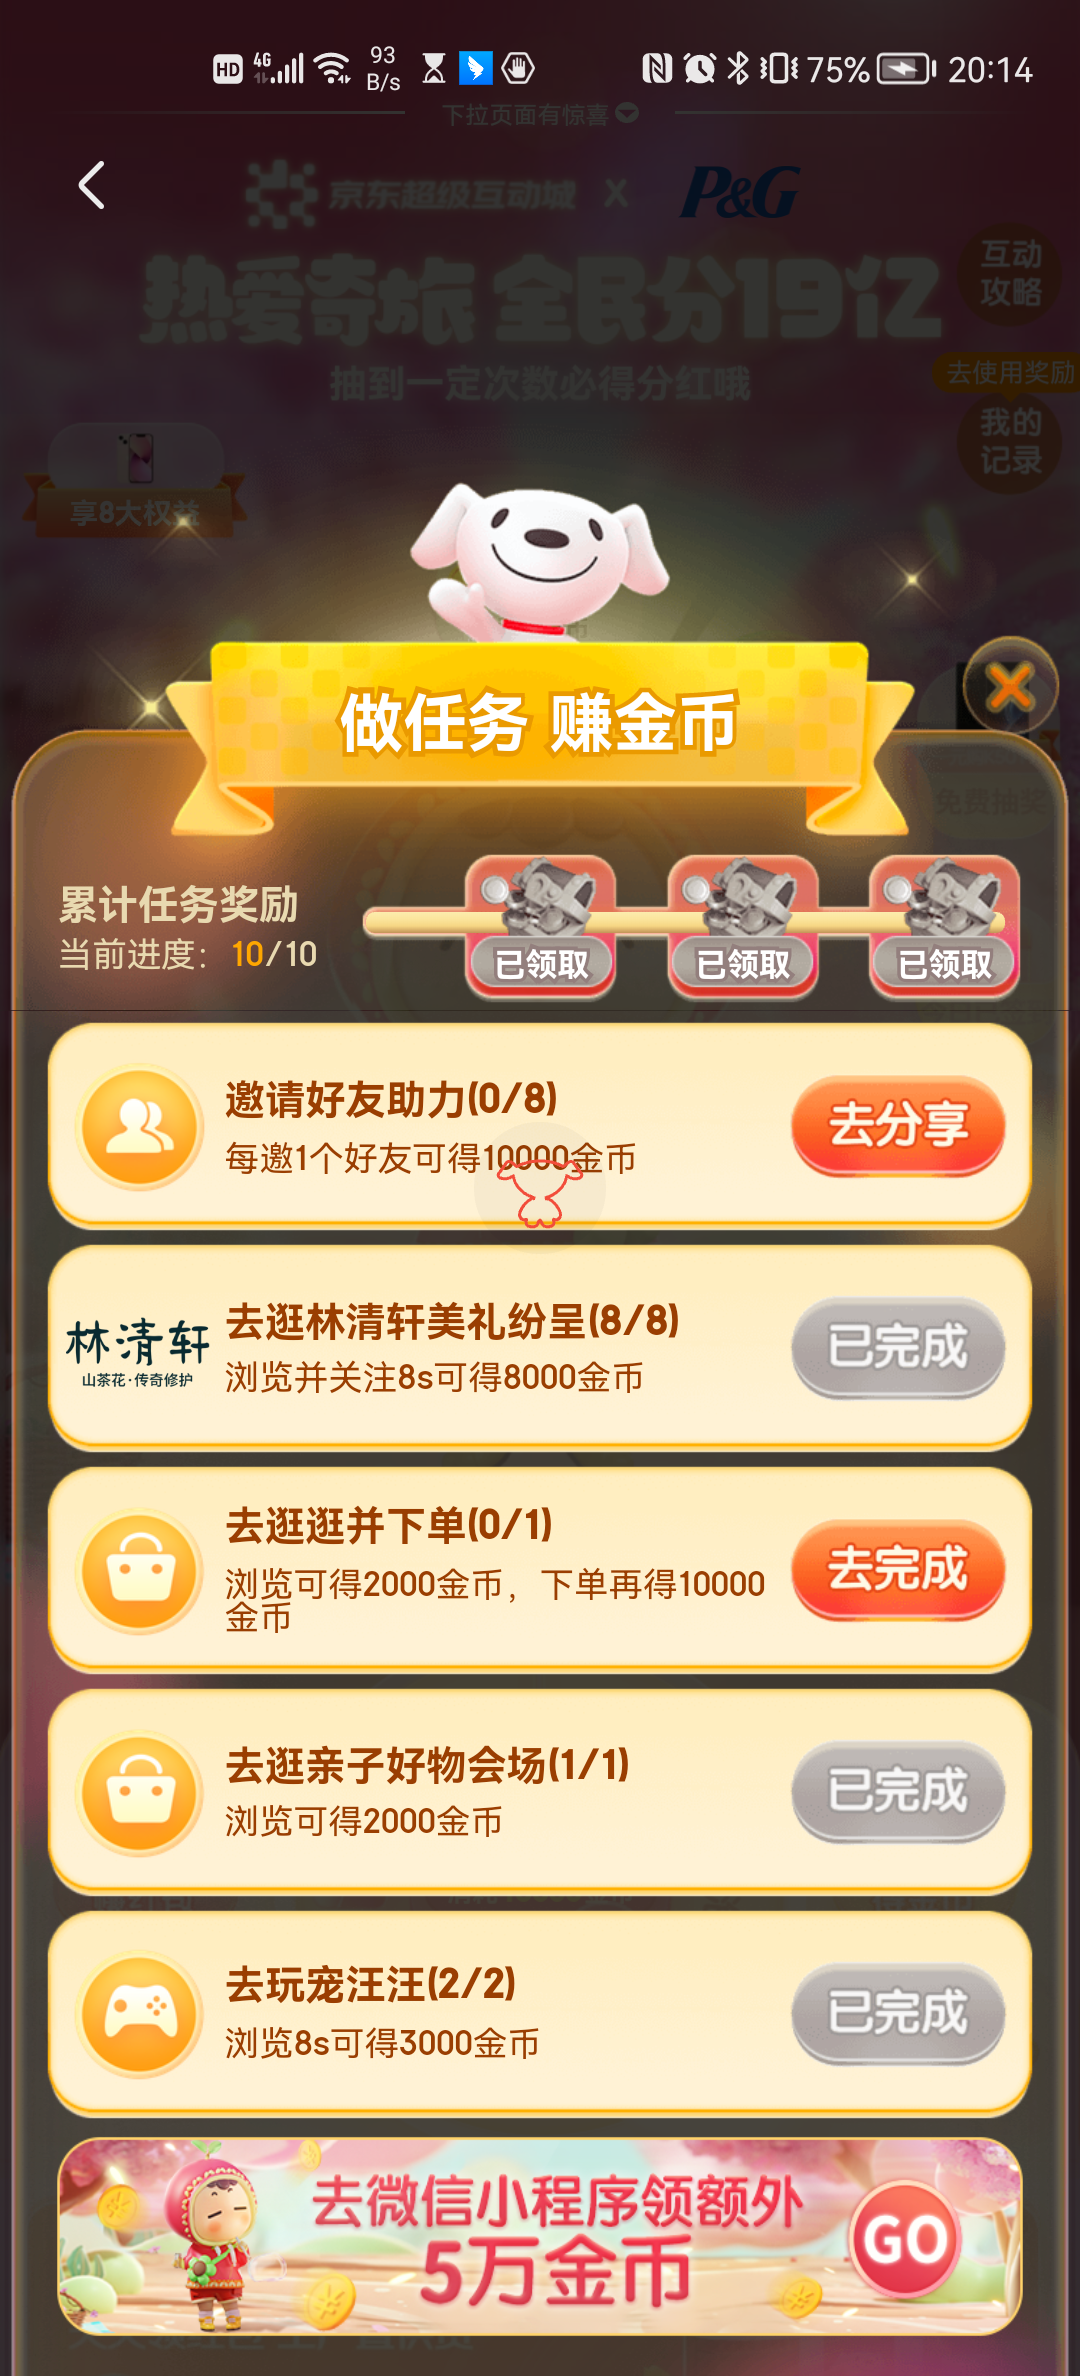 HD 4G 93 B/s 75% 20:14
下拉页面有惊喜
京东超级互动城 X P&G
互动
攻略
热爱奇旅 全民分19亿
抽到一定次数必得分红哦
去使用奖励
我的
记录
享8大权益
做任务 赚金币
免费抽奖
累计任务奖励
当前进度：10/10
已领取 已领取 已领取
邀请好友助力(0/8)
每邀1个好友可得10000金币
去分享
林清轩
山茶花·传奇修护
去逛林清轩美礼纷呈(8/8)
浏览并关注8s可得8000金币
已完成
去逛逛并下单(0/1)
浏览可得2000金币，下单再得10000
金币
去完成
去逛亲子好物会场(1/1)
浏览可得2000金币
已完成
去玩宠汪汪(2/2)
浏览8s可得3000金币
已完成
去微信小程序领额外
5万金币
GO